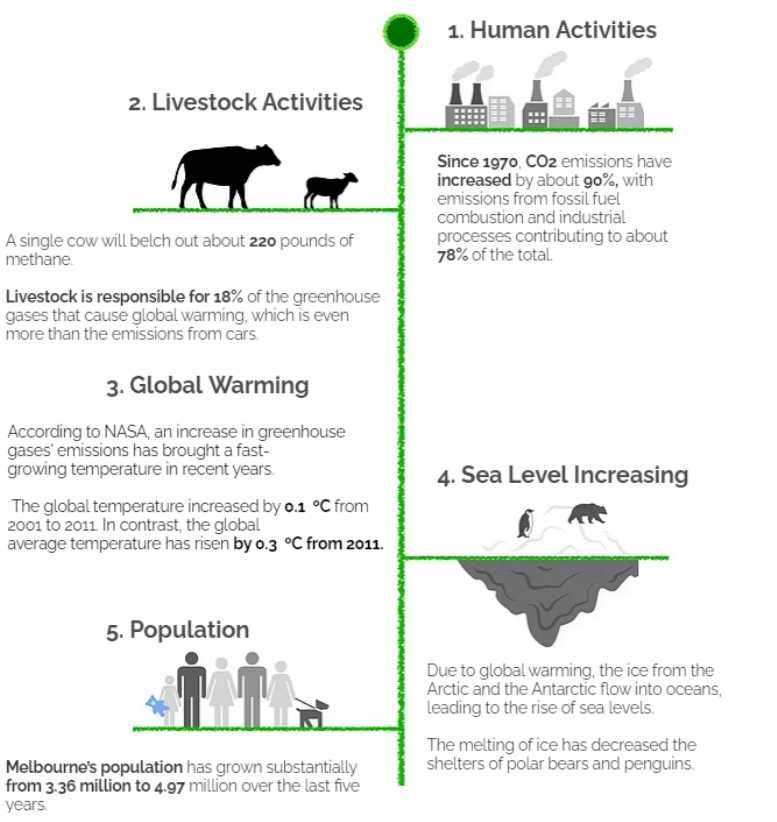 1. Human Activities
Since 1970, CO2 emissions have
increased by about 90%, with
emissions from fossil fuel
combustion and industrial
processes contributing to about
78% of the total.
2. Livestock Activities
A single cow will belch out about 220 pounds of
methane.
Livestock is responsible for 18% of the greenhouse
gases that cause global warming, which is even
more than the emissions from cars.
3. Global Warming
According to NASA, an increase in greenhouse
gases' emissions has brought a fast-
growing temperature in recent years.
The global temperature increased by 0.1 °C from
2001 to 2011. In contrast, the global
average temperature has risen by 0.3 °C from 2011.
4. Sea Level Increasing
Due to global warming, the ice from the
Arctic and the Antarctic flow into oceans,
leading to the rise of sea levels.
The melting of ice has decreased the
shelters of polar bears and penguins.
5. Population
Melbourne's population has grown substantially
from 3.36 million to 4.97 million over the last five
years.